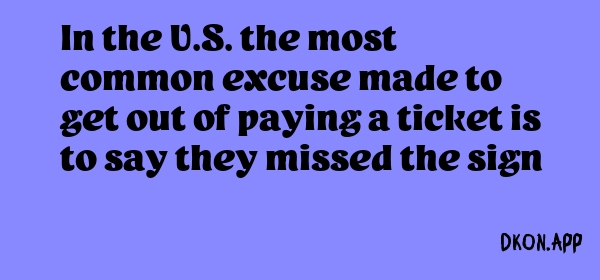 In the U.S. the most
common excuse made to
get out of paying a ticket is
to say they missed the sign
DKON.APP